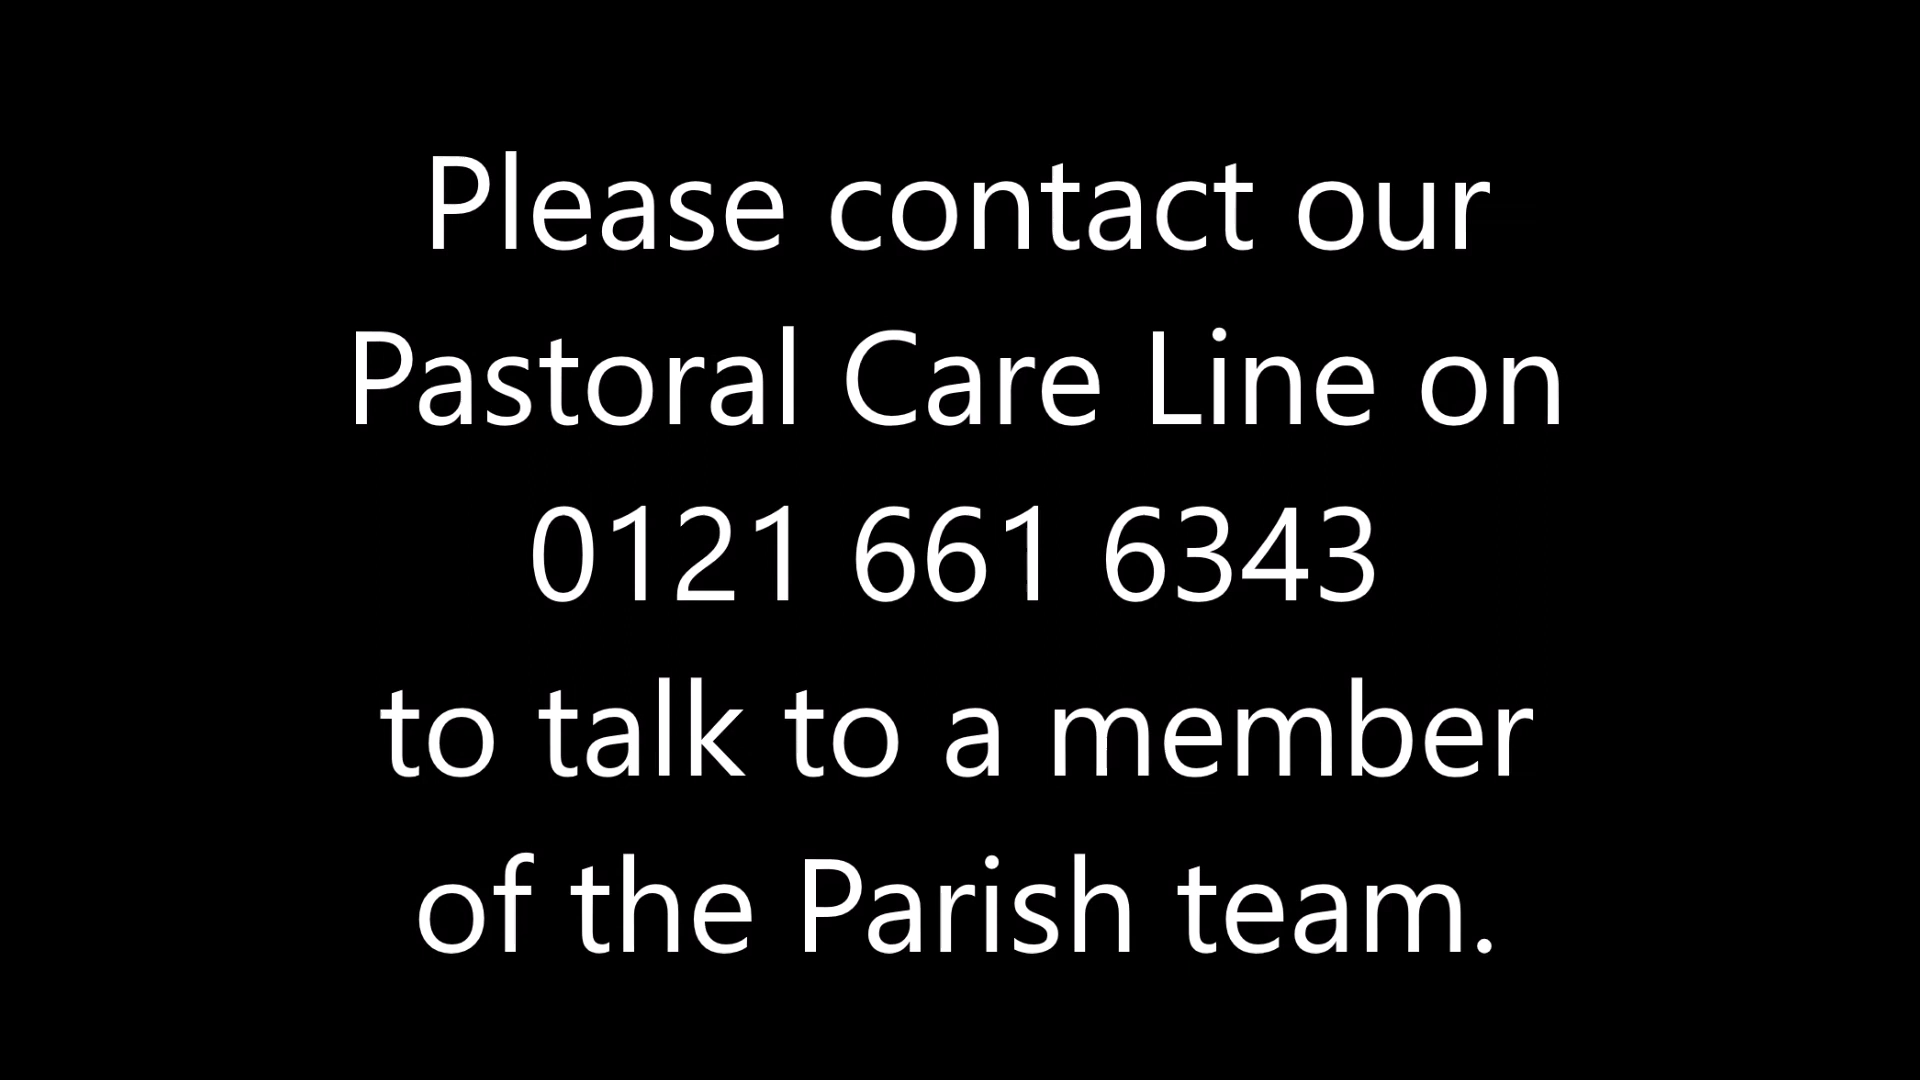 Please contact our
Pastoral Care Line on
0121 661 6343
to talk to a member
of the Parish team.